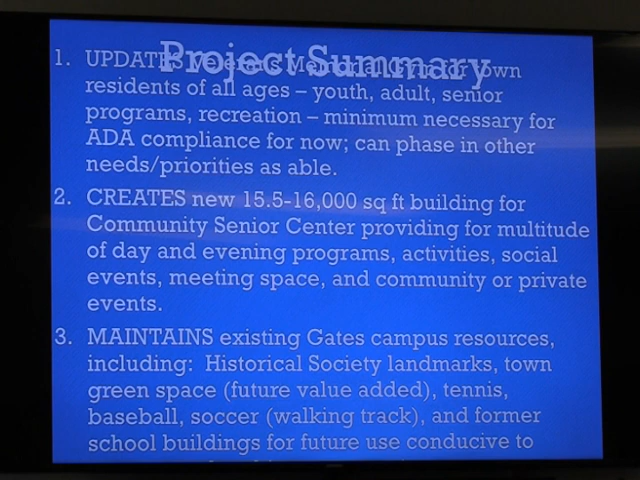 Project Summary
1. UPDATES Veteran's own
residents of all ages – youth, adult, senior
programs, recreation – minimum necessary for
ADA compliance for now; can phase in other
needs/priorities as able.
2. CREATES new 15.5-16,000 sq ft building for
Community Senior Center providing for multitude
of day and evening programs, activities, social
events, meeting space, and community or private
events.
3. MAINTAINS existing Gates campus resources,
including: Historical Society landmarks, town
green space (future value added), tennis,
baseball, soccer (walking track), and former
school buildings for future use conducive to